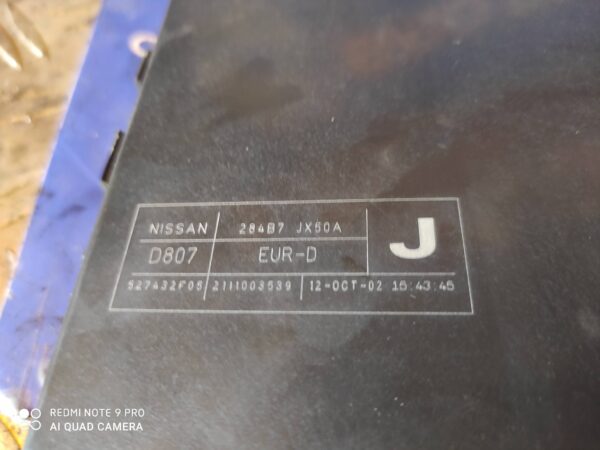 NISSAN 284B7 JX50A J
D807 EUR-D
527432F05 2111003539 12-OCT-02 15:43:45
REDMI NOTE 9 PRO
AI QUAD CAMERA